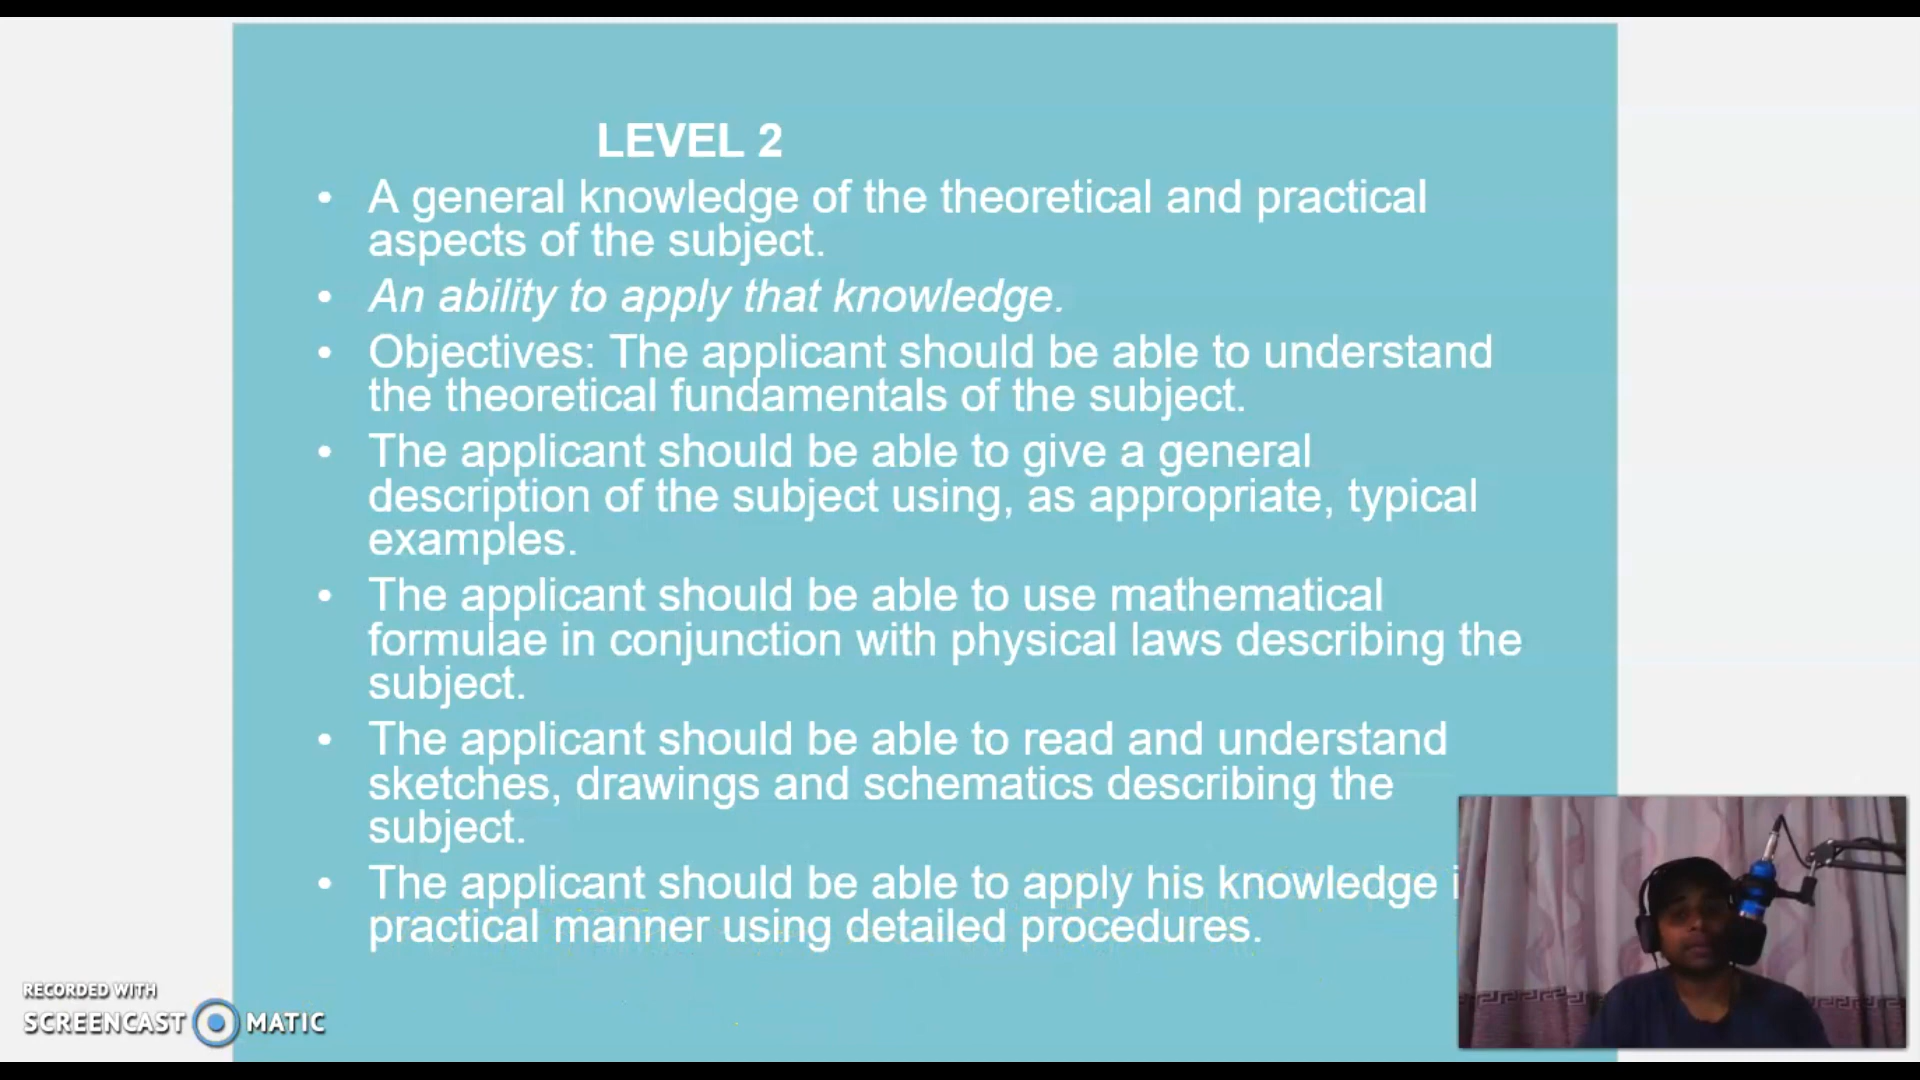 LEVEL 2
• A general knowledge of the theoretical and practical
aspects of the subject.
• An ability to apply that knowledge.
• Objectives: The applicant should be able to understand
the theoretical fundamentals of the subject.
• The applicant should be able to give a general
description of the subject using, as appropriate, typical
examples.
• The applicant should be able to use mathematical
formulae in conjunction with physical laws describing the
subject.
• The applicant should be able to read and understand
sketches, drawings and schematics describing the
subject.
• The applicant should be able to apply his knowledge
practical manner using detailed procedures.
RECORDED WITH
SCREENCAST MATIC